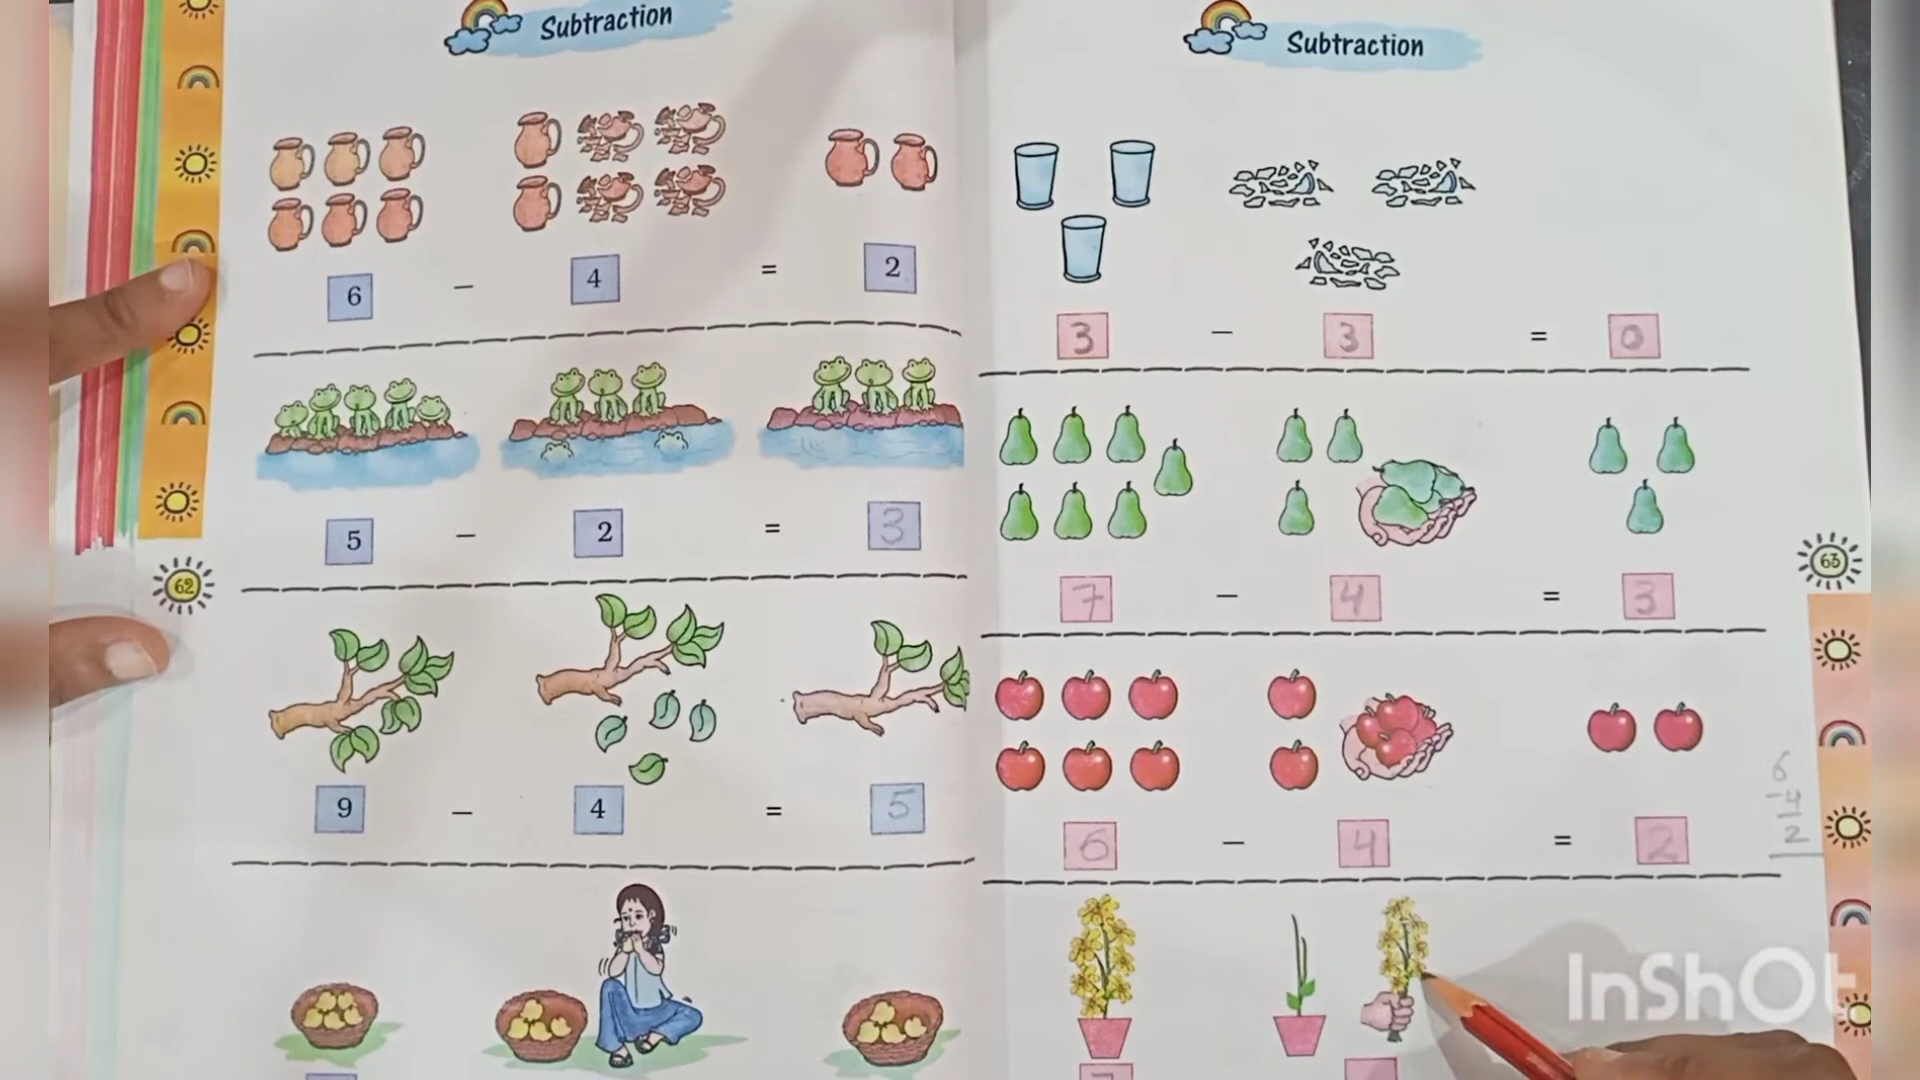 Subtraction
6 – 4 = 2
5 – 2 = 3
62
9 – 4 = 5
Subtraction
3 – 3 = 0
7 – 4 = 3
63
6 – 4 = 2
6
-4
2
InShOt